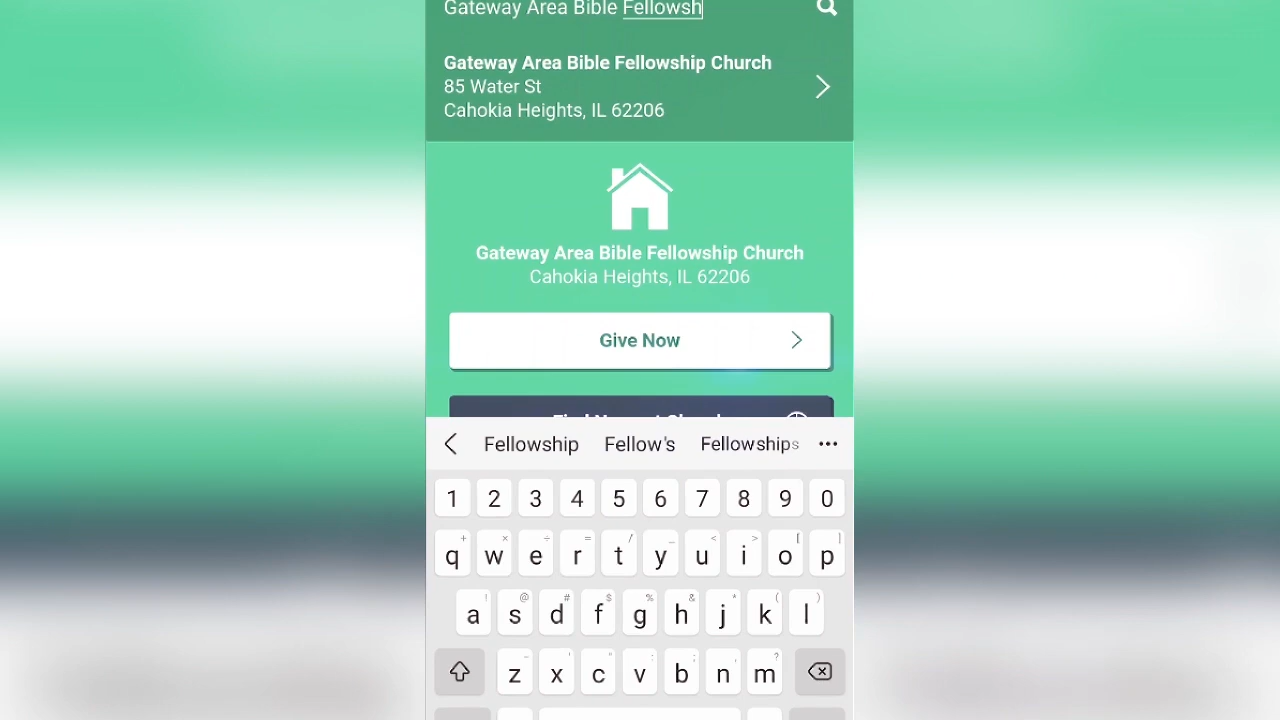 Gateway Area Bible Fellowsh
Gateway Area Bible Fellowship Church
85 Water St
Cahokia Heights, IL 62206
Gateway Area Bible Fellowship Church
Cahokia Heights, IL 62206
Give Now
Fellowship Fellow's Fellowships
1 2 3 4 5 6 7 8 9 0
q w e r t y u i o p
a s d f g h j k l
z x c v b n m